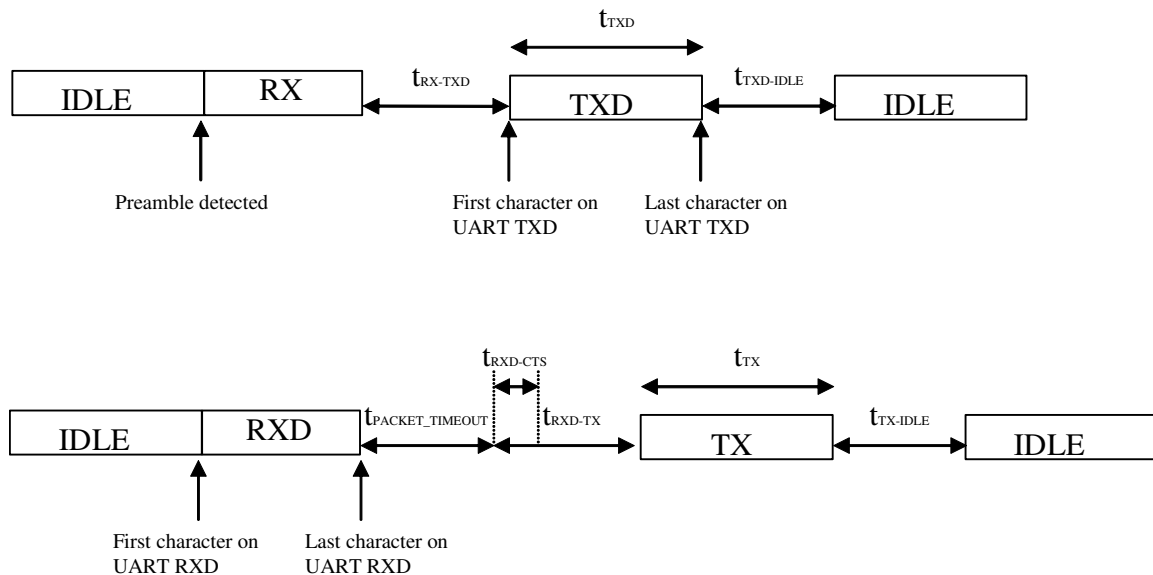 tTXD
IDLE RX tRX-TXD TXD tTXD-IDLE IDLE
Preamble detected
First character on
UART TXD
Last character on
UART TXD
tRXD-CTS
tTX
IDLE RXD tPACKET_TIMEOUT tRXD-TX TX tTX-IDLE IDLE
First character on
UART RXD
Last character on
UART RXD